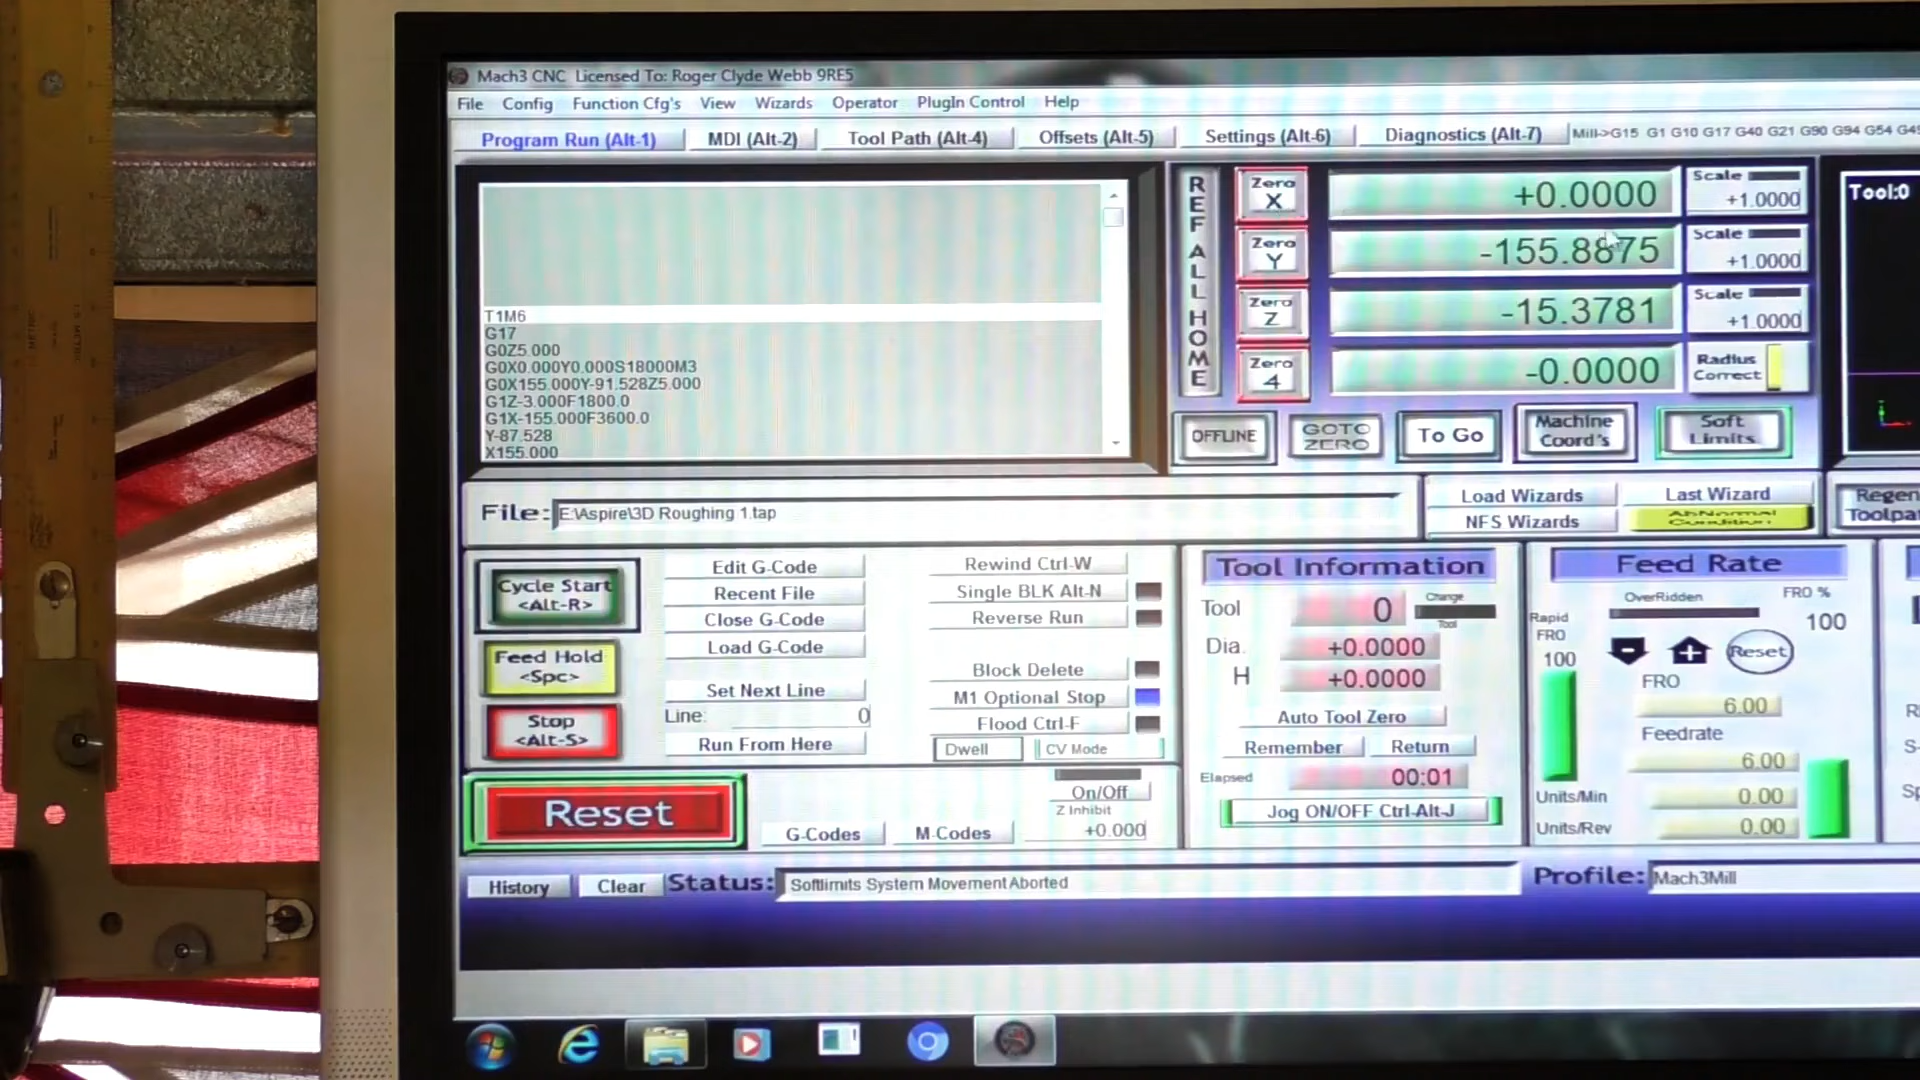 Mach3 CNC Licensed To: Roger Clyde Webb 9RE5
File Config Function Cfg's View Wizards Operator PlugIn Control Help
Program Run (Alt-1) MDI (Alt-2) Tool Path (Alt-4) Offsets (Alt-5) Settings (Alt-6) Diagnostics (Alt-7) Mill->G15 G1 G10 G17 G40 G21 G90 G94 G54 G49
T1M6
G17
G0Z5.000
G0X0.000Y0.000S18000M3
G0X155.000Y-91.528Z5.000
G1Z-3.000F1800.0
G1X-155.000F3600.0
Y-87.528
X155.000
REF ALL HOME
Zero X +0.0000 Scale +1.0000
Zero Y -155.8875 Scale +1.0000
Zero Z -15.3781 Scale +1.0000
Zero 4 -0.0000 Radius Correct
OFFLINE GOTO ZERO To Go Machine Coord's Soft Limits
Tool:0
File: E:\Aspire\3D Roughing 1.tap
Load Wizards Last Wizard
NFS Wizards AbNormal Condition
Regen
Toolpa
Cycle Start
<Alt-R>
Feed Hold
<Spc>
Stop
<Alt-S>
Edit G-Code
Recent File
Close G-Code
Load G-Code
Set Next Line
Line: 0
Run From Here
Rewind Ctrl-W
Single BLK Alt-N
Reverse Run
Block Delete
M1 Optional Stop
Flood Ctrl-F
Dwell CV Mode
Reset
G-Codes M-Codes
On/Off
Z Inhibit
+0.000
Tool Information
Tool 0 Change Tool
Dia. +0.0000
H +0.0000
Auto Tool Zero
Remember Return
Elapsed 00:01
Jog ON/OFF Ctrl-Alt-J
Feed Rate
OverRidden FRO %
100
Rapid
FRO
100
- + Reset
FRO
6.00
Feedrate
6.00
Units/Min 0.00
Units/Rev 0.00
S-
Sp
History Clear Status: Softlimits System Movement Aborted Profile: Mach3Mill